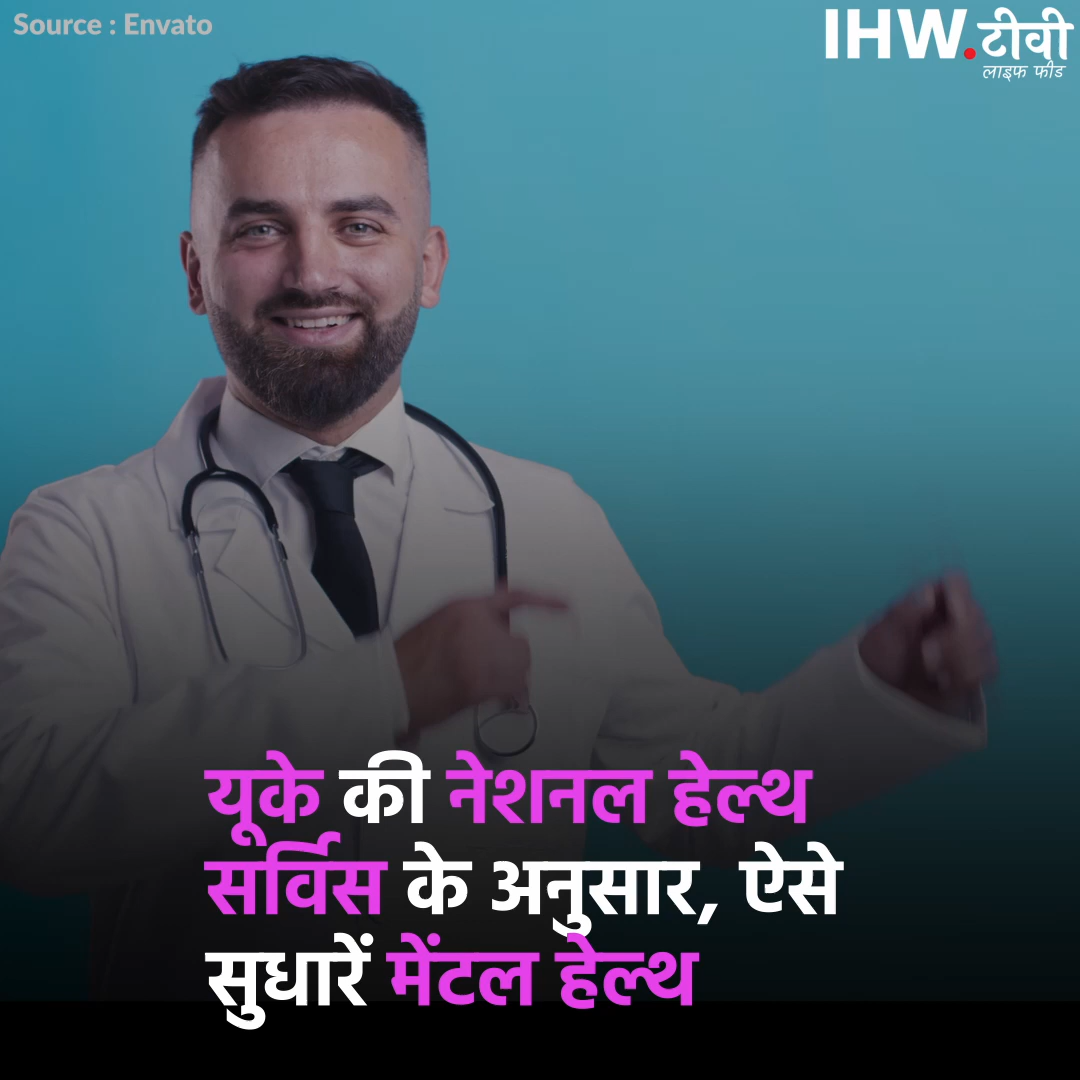 Source : Envato
IHW.टीवी
लाइफ फीड
यूके की नेशनल हेल्थ
सर्विस के अनुसार, ऐसे
सुधारें मेंटल हेल्थ